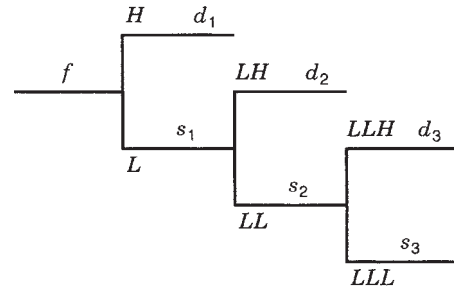 H d₁
f LH d₂
s₁ LLH d₃
L
s₂
LL
s₃
LLL